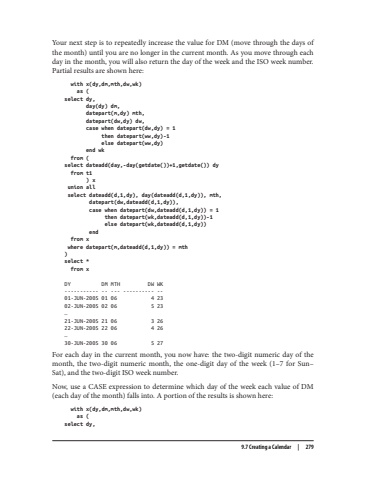 Your next step is to repeatedly increase the value for DM (move through the days of
the month) until you are no longer in the current month. As you move through each
day in the month, you will also return the day of the week and the ISO week number.
Partial results are shown here:
with x(dy,dm,mth,dw,wk)
as (
select dy,
day(dy) dm,
datepart(m,dy) mth,
datepart(dw,dy) dw,
case when datepart(dw,dy) = 1
then datepart(ww,dy)-1
else datepart(ww,dy)
end wk
from (
select dateadd(day,-day(getdate())+1,getdate()) dy
from t1
) x
union all
select dateadd(d,1,dy), day(dateadd(d,1,dy)), mth,
datepart(dw,dateadd(d,1,dy)),
case when datepart(dw,dateadd(d,1,dy)) = 1
then datepart(wk,dateadd(d,1,dy))-1
else datepart(wk,dateadd(d,1,dy))
end
from x
where datepart(m,dateadd(d,1,dy)) = mth
)
select *
from x
DY DM MTH DW WK
----------- -- --- ---------- --
01-JUN-2005 01 06 4 23
02-JUN-2005 02 06 5 23
…
21-JUN-2005 21 06 3 26
22-JUN-2005 22 06 4 26
…
30-JUN-2005 30 06 5 27
For each day in the current month, you now have: the two-digit numeric day of the
month, the two-digit numeric month, the one-digit day of the week (1–7 for Sun–
Sat), and the two-digit ISO week number.
Now, use a CASE expression to determine which day of the week each value of DM
(each day of the month) falls into. A portion of the results is shown here:
with x(dy,dm,mth,dw,wk)
as (
select dy,
9.7 Creating a Calendar | 279